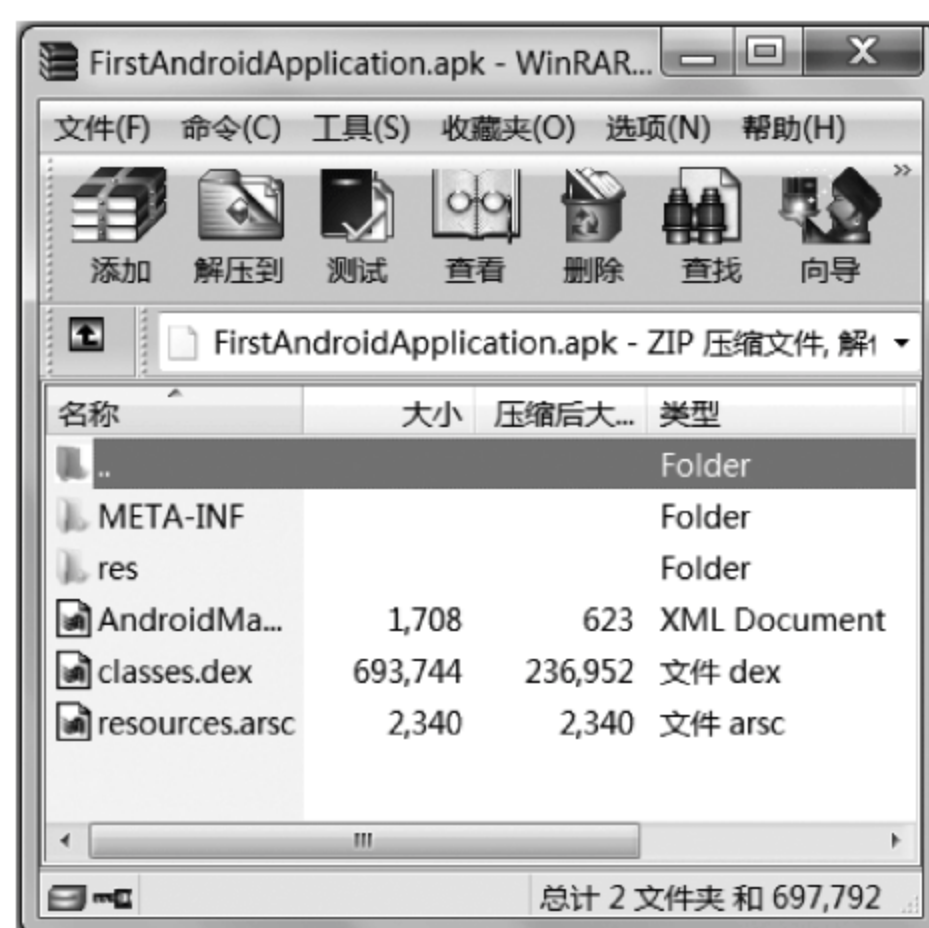 FirstAndroidApplication.apk - WinRAR...
文件(F) 命令(C) 工具(S) 收藏夹(O) 选项(N) 帮助(H)
添加 解压到 测试 查看 删除 查找 向导
FirstAndroidApplication.apk - ZIP 压缩文件, 解
名称 大小 压缩后大... 类型
.. Folder
META-INF Folder
res Folder
AndroidMa... 1,708 623 XML Document
classes.dex 693,744 236,952 文件 dex
resources.arsc 2,340 2,340 文件 arsc
总计 2 文件夹 和 697,792